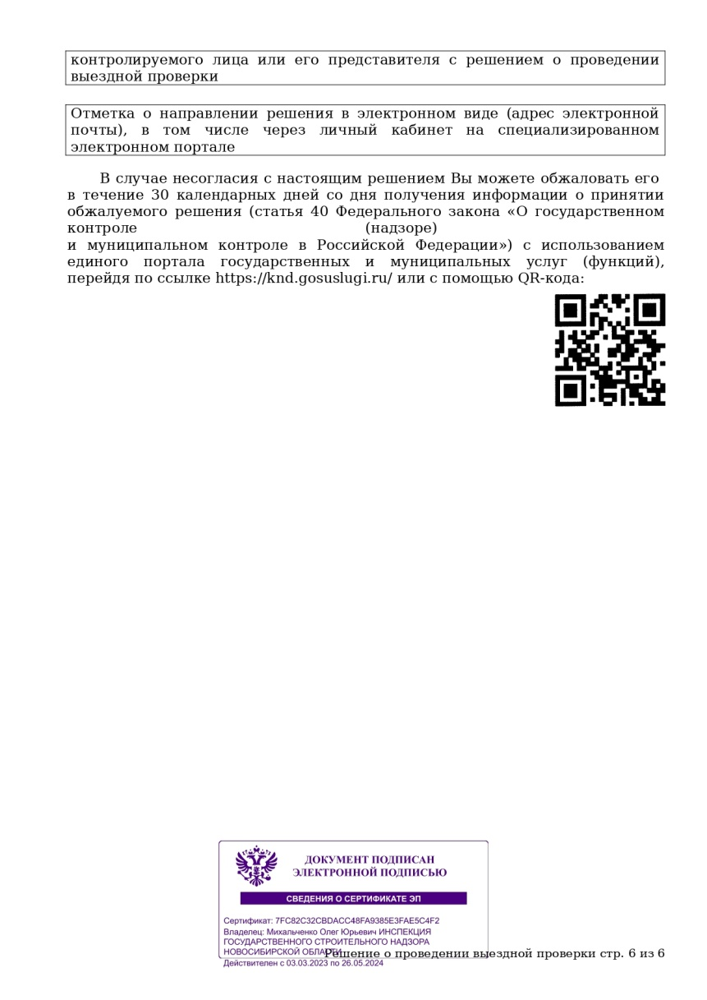 контролируемого лица или его представителя с решением о проведении
выездной проверки
Отметка о направлении решения в электронном виде (адрес электронной
почты), в том числе через личный кабинет на специализированном
электронном портале
В случае несогласия с настоящим решением Вы можете обжаловать его
в течение 30 календарных дней со дня получения информации о принятии
обжалуемого решения (статья 40 Федерального закона «О государственном
контроле (надзоре)
и муниципальном контроле в Российской Федерации») с использованием
единого портала государственных и муниципальных услуг (функций),
перейдя по ссылке https://knd.gosuslugi.ru/ или с помощью QR-кода:
ДОКУМЕНТ ПОДПИСАН
ЭЛЕКТРОННОЙ ПОДПИСЬЮ
СВЕДЕНИЯ О СЕРТИФИКАТЕ ЭП
Сертификат: 7FC82C32CBDACC48FA9385E3FAE5C4F2
Владелец: Михальченко Олег Юрьевич ИНСПЕКЦИЯ
ГОСУДАРСТВЕННОГО СТРОИТЕЛЬНОГО НАДЗОРА
НОВОСИБИРСКОЙ ОБЛАСТИ
Решение о проведении выездной проверки стр. 6 из 6
Действителен с 03.03.2023 по 26.05.2024